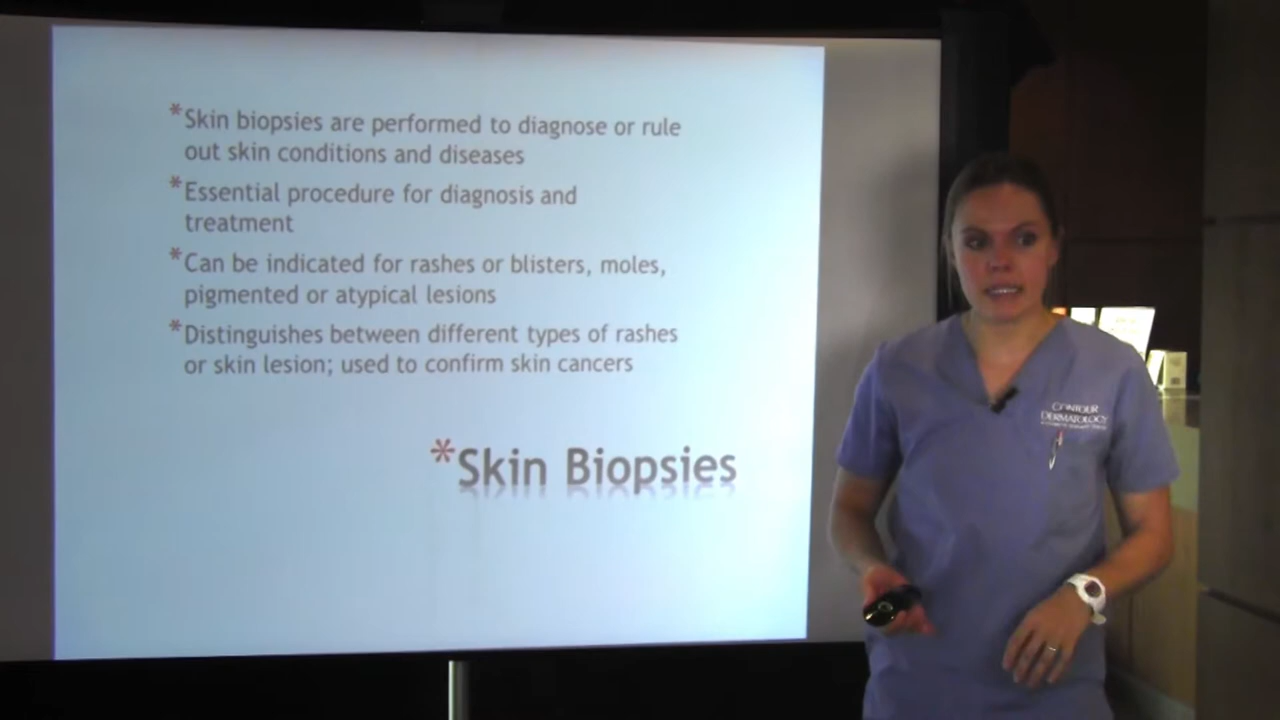 *Skin biopsies are performed to diagnose or rule
out skin conditions and diseases
*Essential procedure for diagnosis and
treatment
*Can be indicated for rashes or blisters, moles,
pigmented or atypical lesions
*Distinguishes between different types of rashes
or skin lesion; used to confirm skin cancers
*Skin Biopsies
CONTOUR
DERMATOLOGY